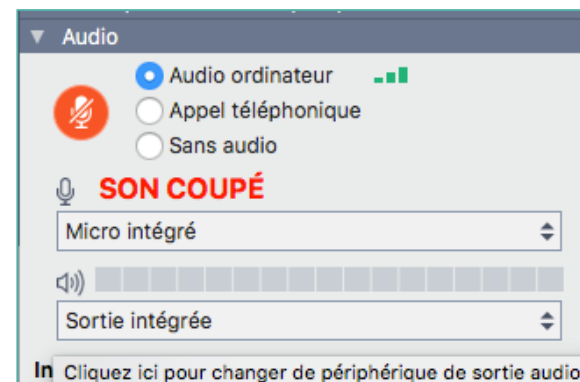 Audio
Audio ordinateur
Appel téléphonique
Sans audio
SON COUPÉ
Micro intégré
Sortie intégrée
In
Cliquez ici pour changer de périphérique de sortie audio